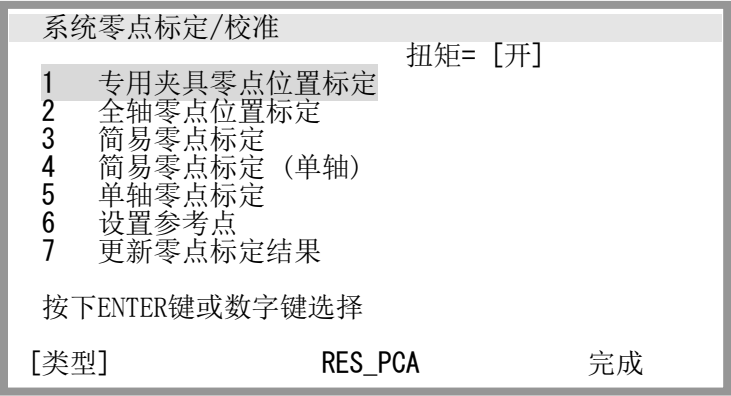 系统零点标定/校准
扭矩= [开]
1 专用夹具零点位置标定
2 全轴零点位置标定
3 简易零点标定
4 简易零点标定 (单轴)
5 单轴零点标定
6 设置参考点
7 更新零点标定结果
按下ENTER键或数字键选择
[类型] RES_PCA 完成